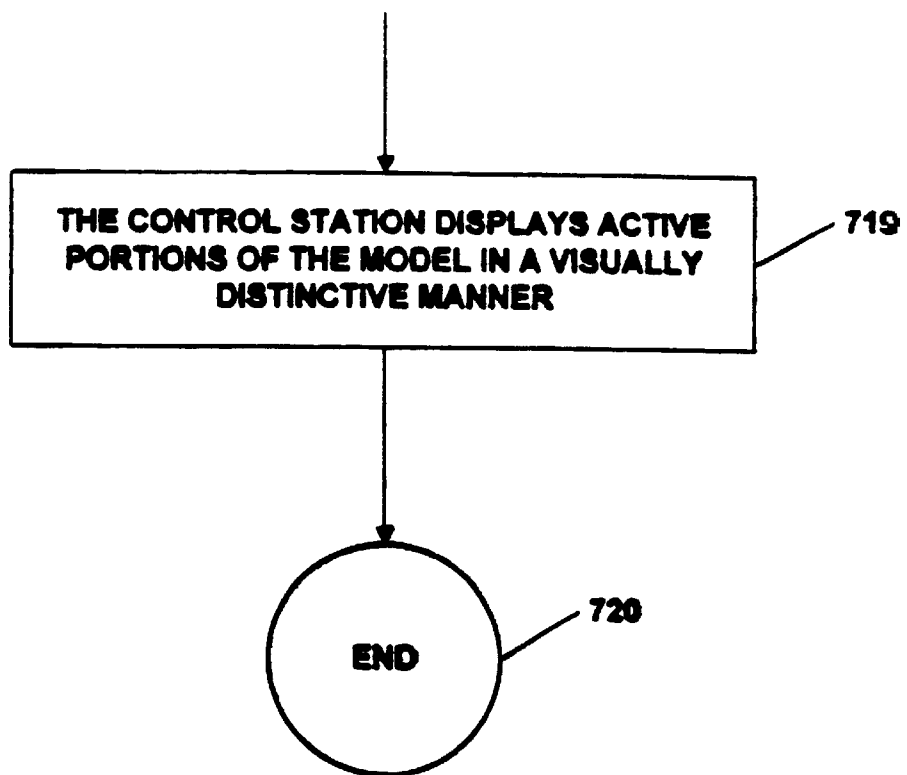 THE CONTROL STATION DISPLAYS ACTIVE
PORTIONS OF THE MODEL IN A VISUALLY
DISTINCTIVE MANNER
719
END
720